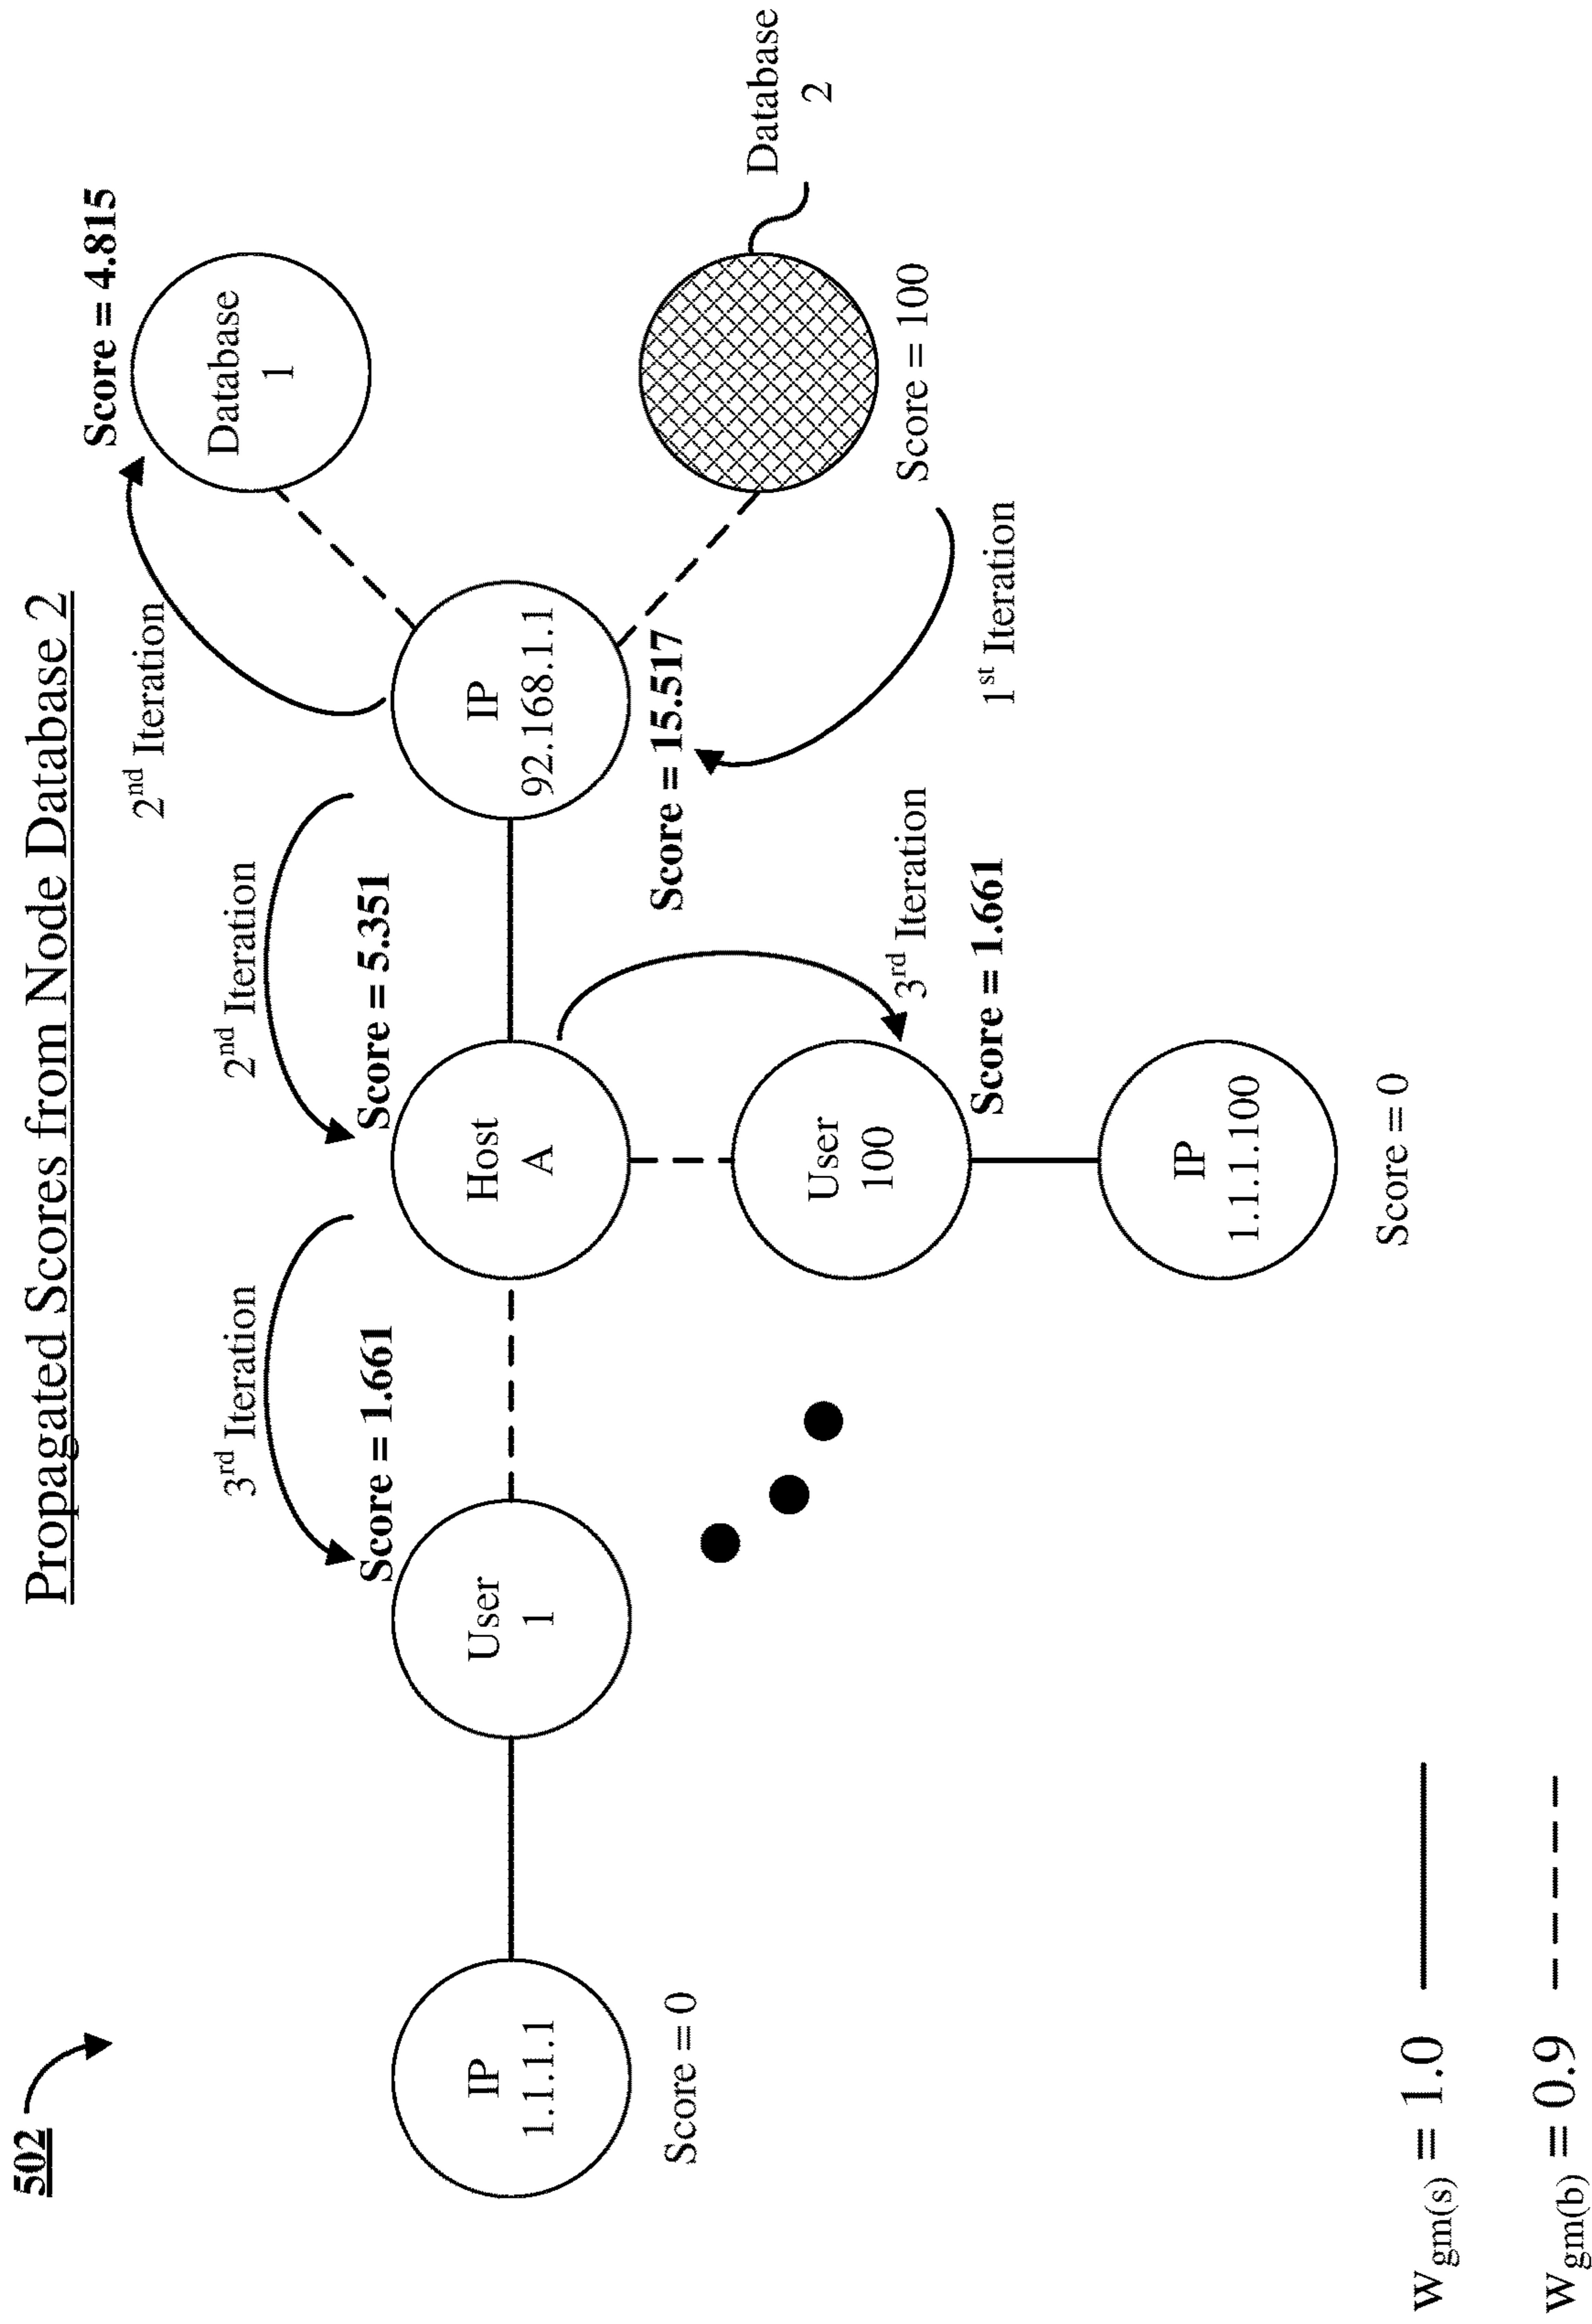 502
Propagated Scores from Node Database 2
2nd Iteration
Score = 4.815
3rd Iteration
2nd Iteration
Database
1
Score = 1.661
Score = 5.351
IP
1.1.1.1
User
1
Host
A
IP
92.168.1.1
Score = 0
Score = 15.517
Database
2
User
100
3rd Iteration
Score = 100
Score = 1.661
1st Iteration
IP
1.1.1.100
Score = 0
Wgm(s) = 1.0
Wgm(b) = 0.9